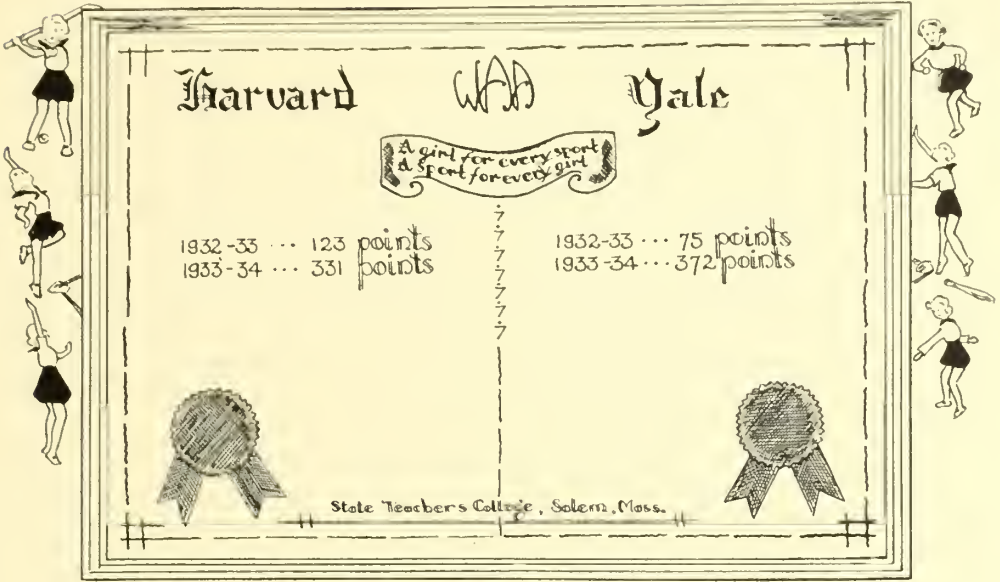 Harvard WAA Yale
A girl for every sport
A sport for every girl
1932-33 ... 123 points
1933-34 ... 331 points
1932-33 ... 75 points
1933-34 ... 372 points
State Teachers College, Salem, Mass.